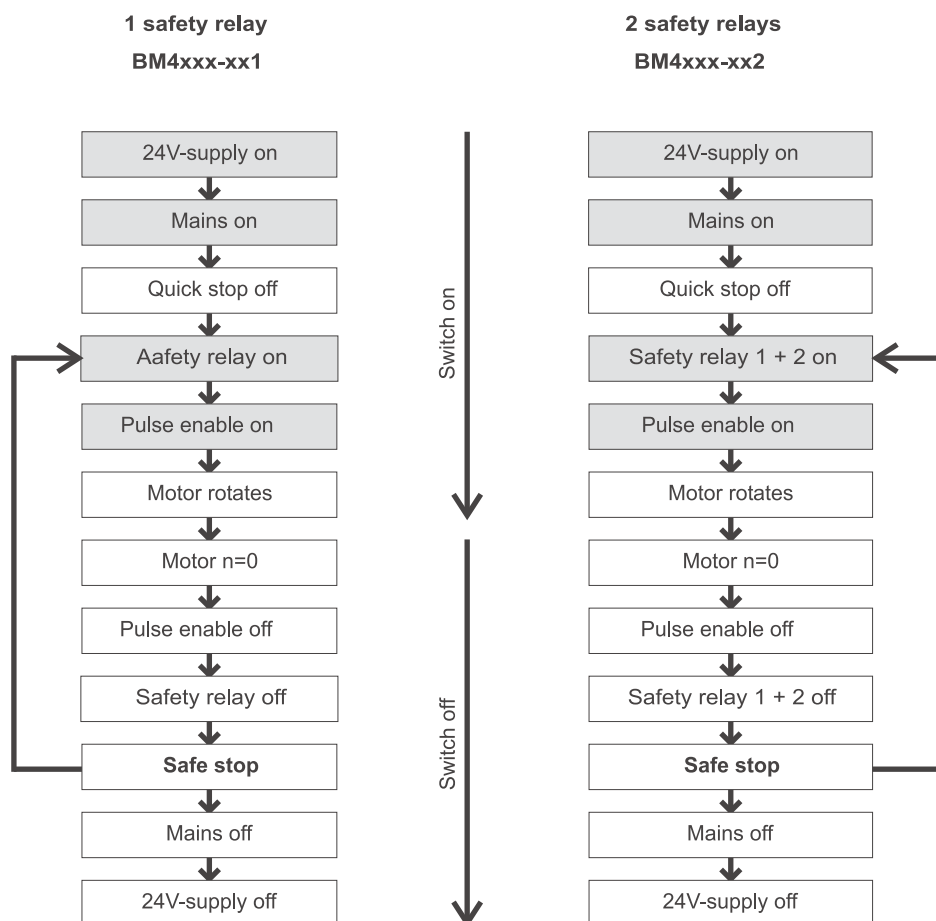 1 safety relay
BM4xxx-xx1
24V-supply on
Mains on
Quick stop off
Aafety relay on
Pulse enable on
Motor rotates
Motor n=0
Pulse enable off
Safety relay off
Safe stop
Mains off
24V-supply off
Switch on
Switch off
2 safety relays
BM4xxx-xx2
24V-supply on
Mains on
Quick stop off
Safety relay 1 + 2 on
Pulse enable on
Motor rotates
Motor n=0
Pulse enable off
Safety relay 1 + 2 off
Safe stop
Mains off
24V-supply off